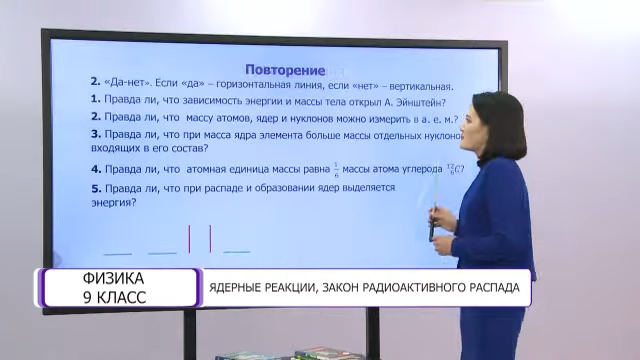 Повторение
2. «Да-нет». Если «да» – горизонтальная линия, если «нет» – вертикальная.
1. Правда ли, что зависимость энергии и массы тела открыл А. Эйнштейн?
2. Правда ли, что массу атомов, ядер и нуклонов можно измерить в а. е. м.?
3. Правда ли, что при масса ядра элемента больше массы отдельных нуклоно
входящих в его состав?
4. Правда ли, что атомная единица массы равна 1/6 массы атома углерода ¹²₆C?
5. Правда ли, что при распаде и образовании ядер выделяется
энергия?
ФИЗИКА
9 КЛАСС
ЯДЕРНЫЕ РЕАКЦИИ, ЗАКОН РАДИОАКТИВНОГО РАСПАДА